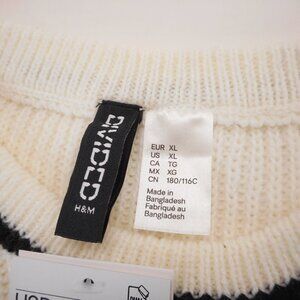 DIVIDED
H&M
EUR XL
US XL
CA TG
MX XG
CN 180/116C
Made in
Bangladesh
Fabriqué au
Bangladesh